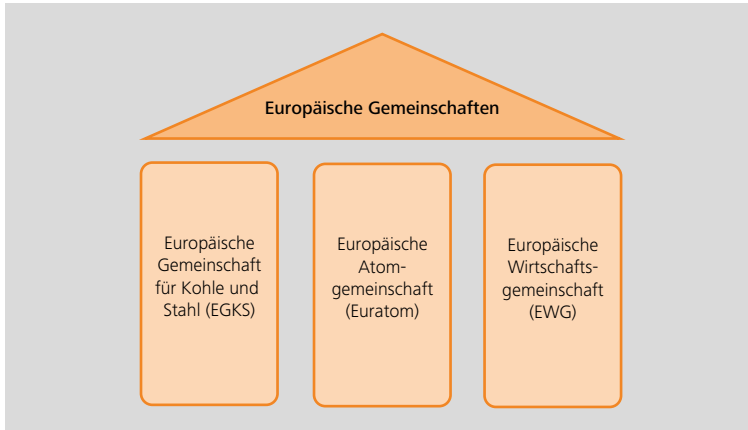 Europäische Gemeinschaften
Europäische
Gemeinschaft
für Kohle und
Stahl (EGKS)
Europäische
Atom-
gemeinschaft
(Euratom)
Europäische
Wirtschafts-
gemeinschaft
(EWG)